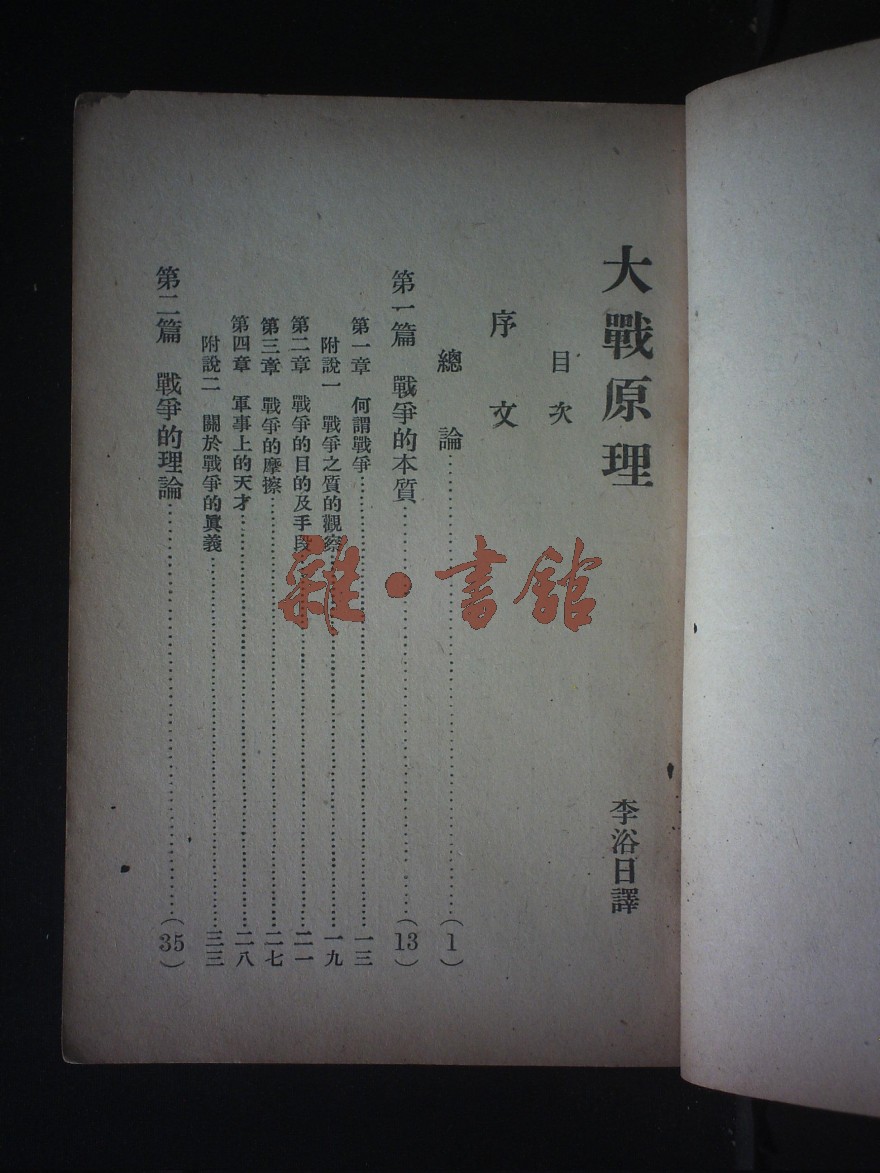 大戰原理
李浴日譯
目次
序文
總論……(1)
第一篇 戰爭的本質……(13)
第一章 何謂戰爭……一三
附說一 戰爭之質的觀察……一九
第二章 戰爭的目的及手段……二一
第三章 戰爭的摩擦……二七
第四章 軍事上的天才……二八
附說二 關於戰爭的眞義……三三
第二篇 戰爭的理論……(35)
雜·書館